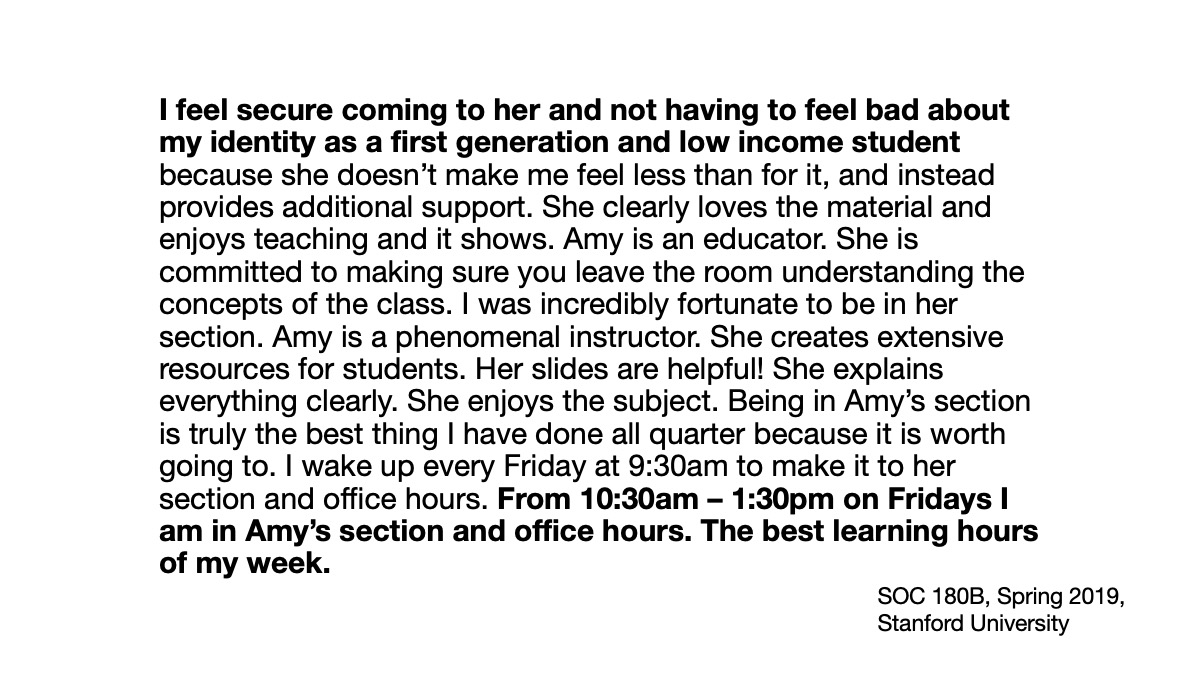 I feel secure coming to her and not having to feel bad about
my identity as a first generation and low income student
because she doesn’t make me feel less than for it, and instead
provides additional support. She clearly loves the material and
enjoys teaching and it shows. Amy is an educator. She is
committed to making sure you leave the room understanding the
concepts of the class. I was incredibly fortunate to be in her
section. Amy is a phenomenal instructor. She creates extensive
resources for students. Her slides are helpful! She explains
everything clearly. She enjoys the subject. Being in Amy’s section
is truly the best thing I have done all quarter because it is worth
going to. I wake up every Friday at 9:30am to make it to her
section and office hours. From 10:30am – 1:30pm on Fridays I
am in Amy’s section and office hours. The best learning hours
of my week.
SOC 180B, Spring 2019,
Stanford University